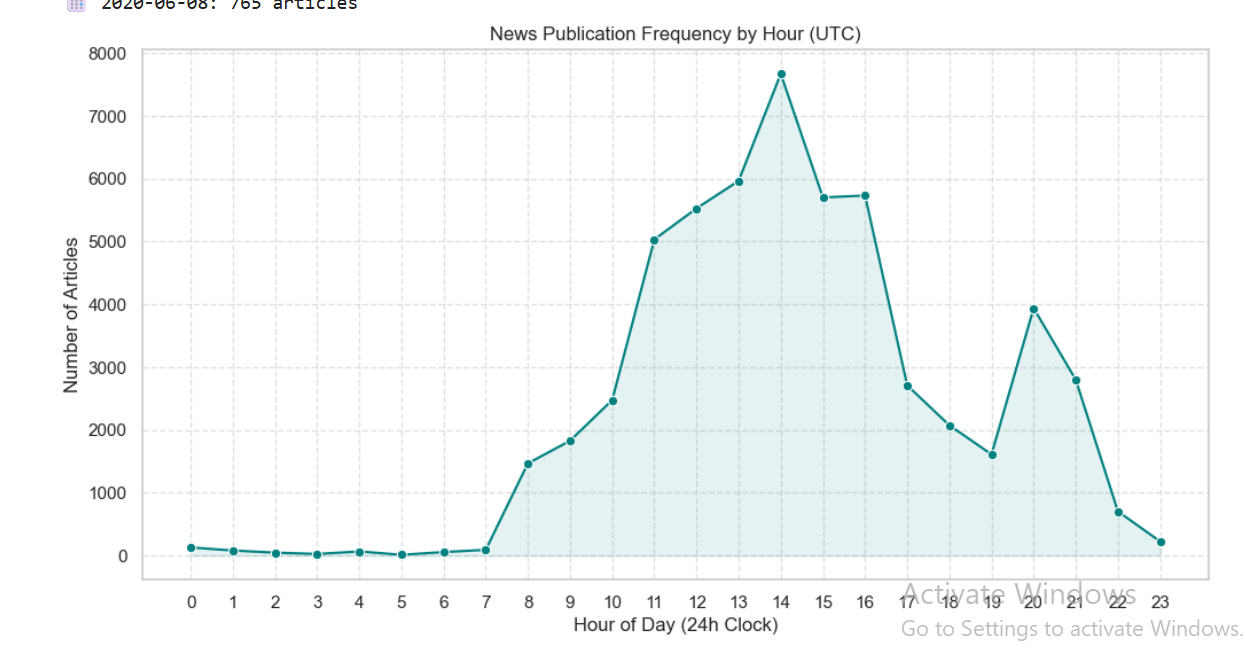 2020-06-08: 765 articles
News Publication Frequency by Hour (UTC)
8000
7000
6000
5000
4000
3000
2000
1000
0
Number of Articles
0 1 2 3 4 5 6 7 8 9 10 11 12 13 14 15 16 17 18 19 20 21 22 23
Hour of Day (24h Clock)
Activate Windows
Go to Settings to activate Windows.